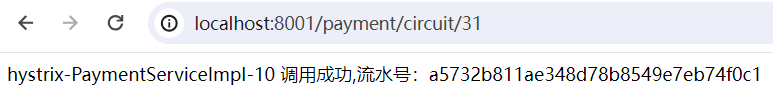 localhost:8001/payment/circuit/31
hystrix-PaymentServiceImpl-10 调用成功,流水号：a5732b811ae348d78b8549e7eb74f0c1